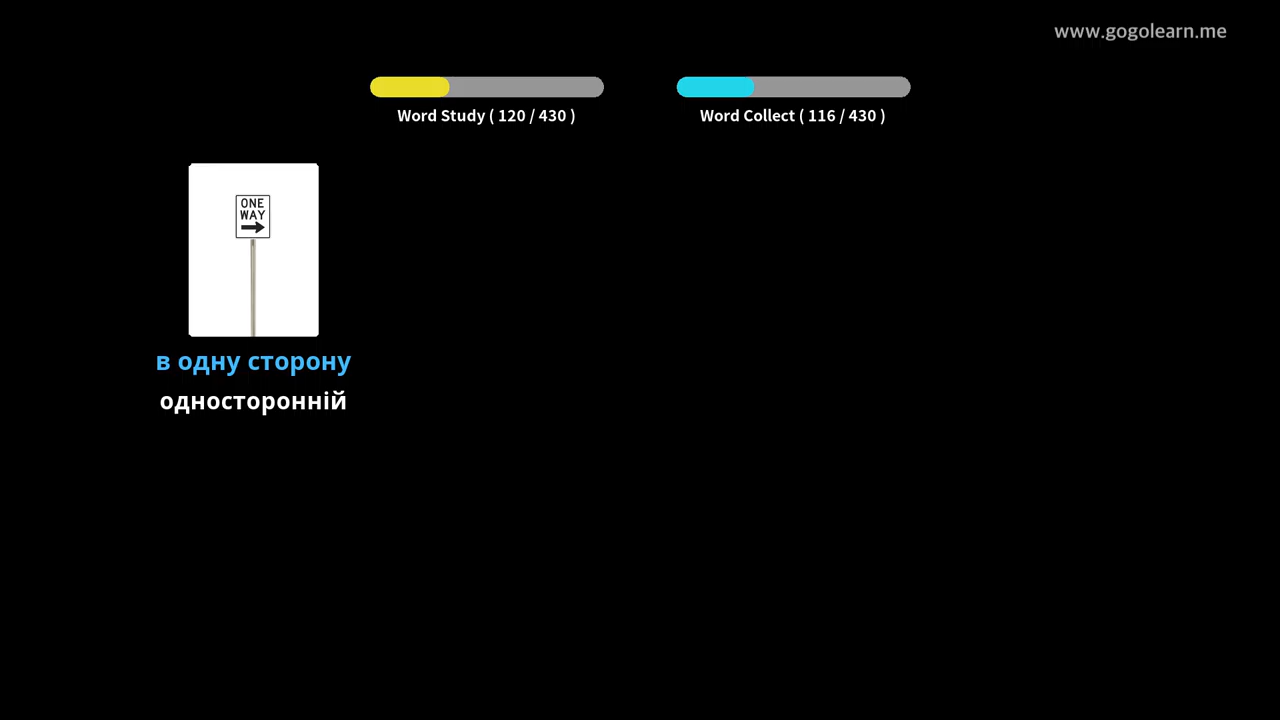 www.gogolearn.me
Word Study ( 120 / 430 )
Word Collect ( 116 / 430 )
ONE
WAY
в одну сторону
односторонній